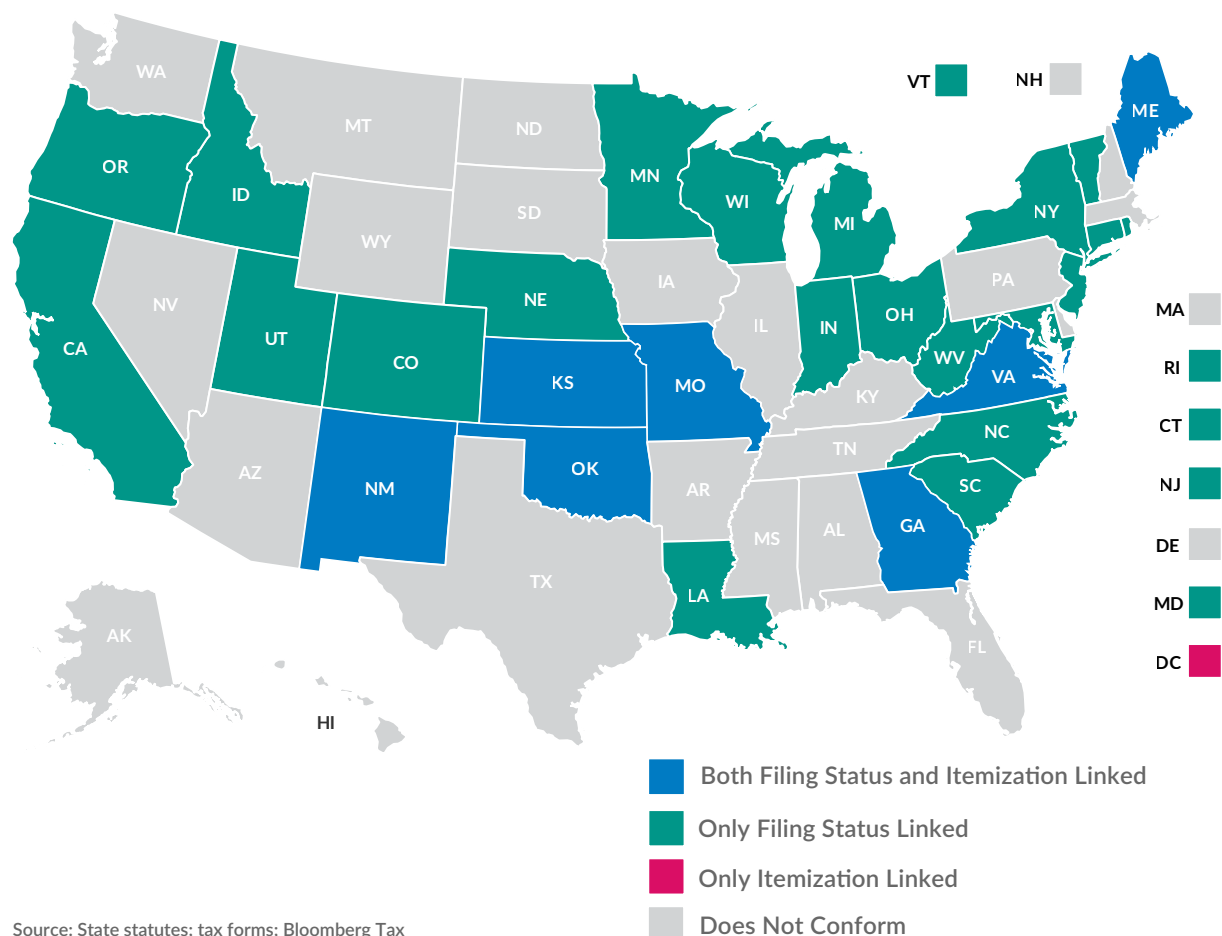 VT
NH
WA
ME
MT
ND
OR
MN
ID
WI
SD
NY
MI
WY
PA
IA
NE
NV
MA
OH
IL
IN
UT
CA
WV
CO
RI
VA
KS
MO
KY
CT
NC
TN
OK
AZ
SC
NM
AR
NJ
GA
AL
MS
DE
TX
LA
MD
AK
FL
DC
HI
Both Filing Status and Itemization Linked
Only Filing Status Linked
Only Itemization Linked
Does Not Conform
Source: State statutes; tax forms; Bloomberg Tax